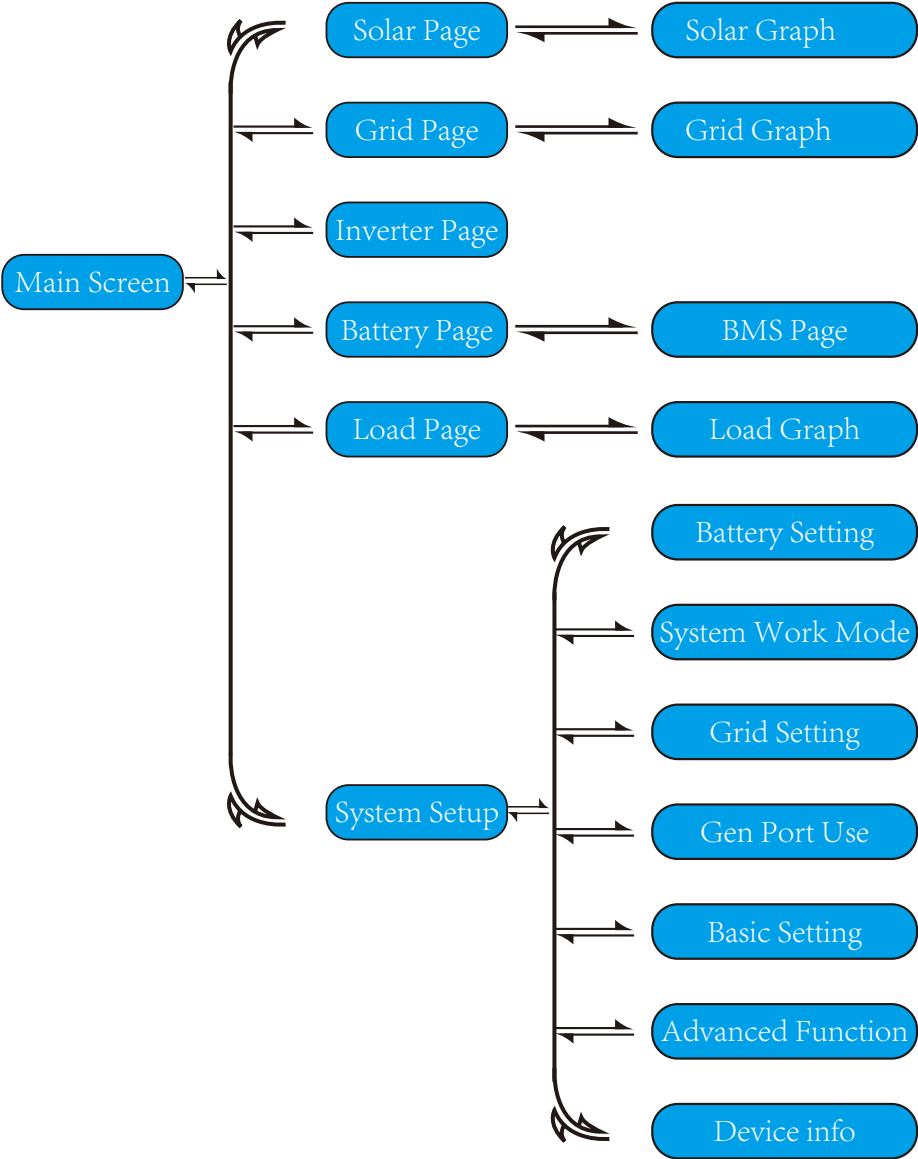 Solar Page
Solar Graph
Grid Page
Grid Graph
Inverter Page
Main Screen
Battery Page
BMS Page
Load Page
Load Graph
Battery Setting
System Work Mode
Grid Setting
System Setup
Gen Port Use
Basic Setting
Advanced Function
Device info